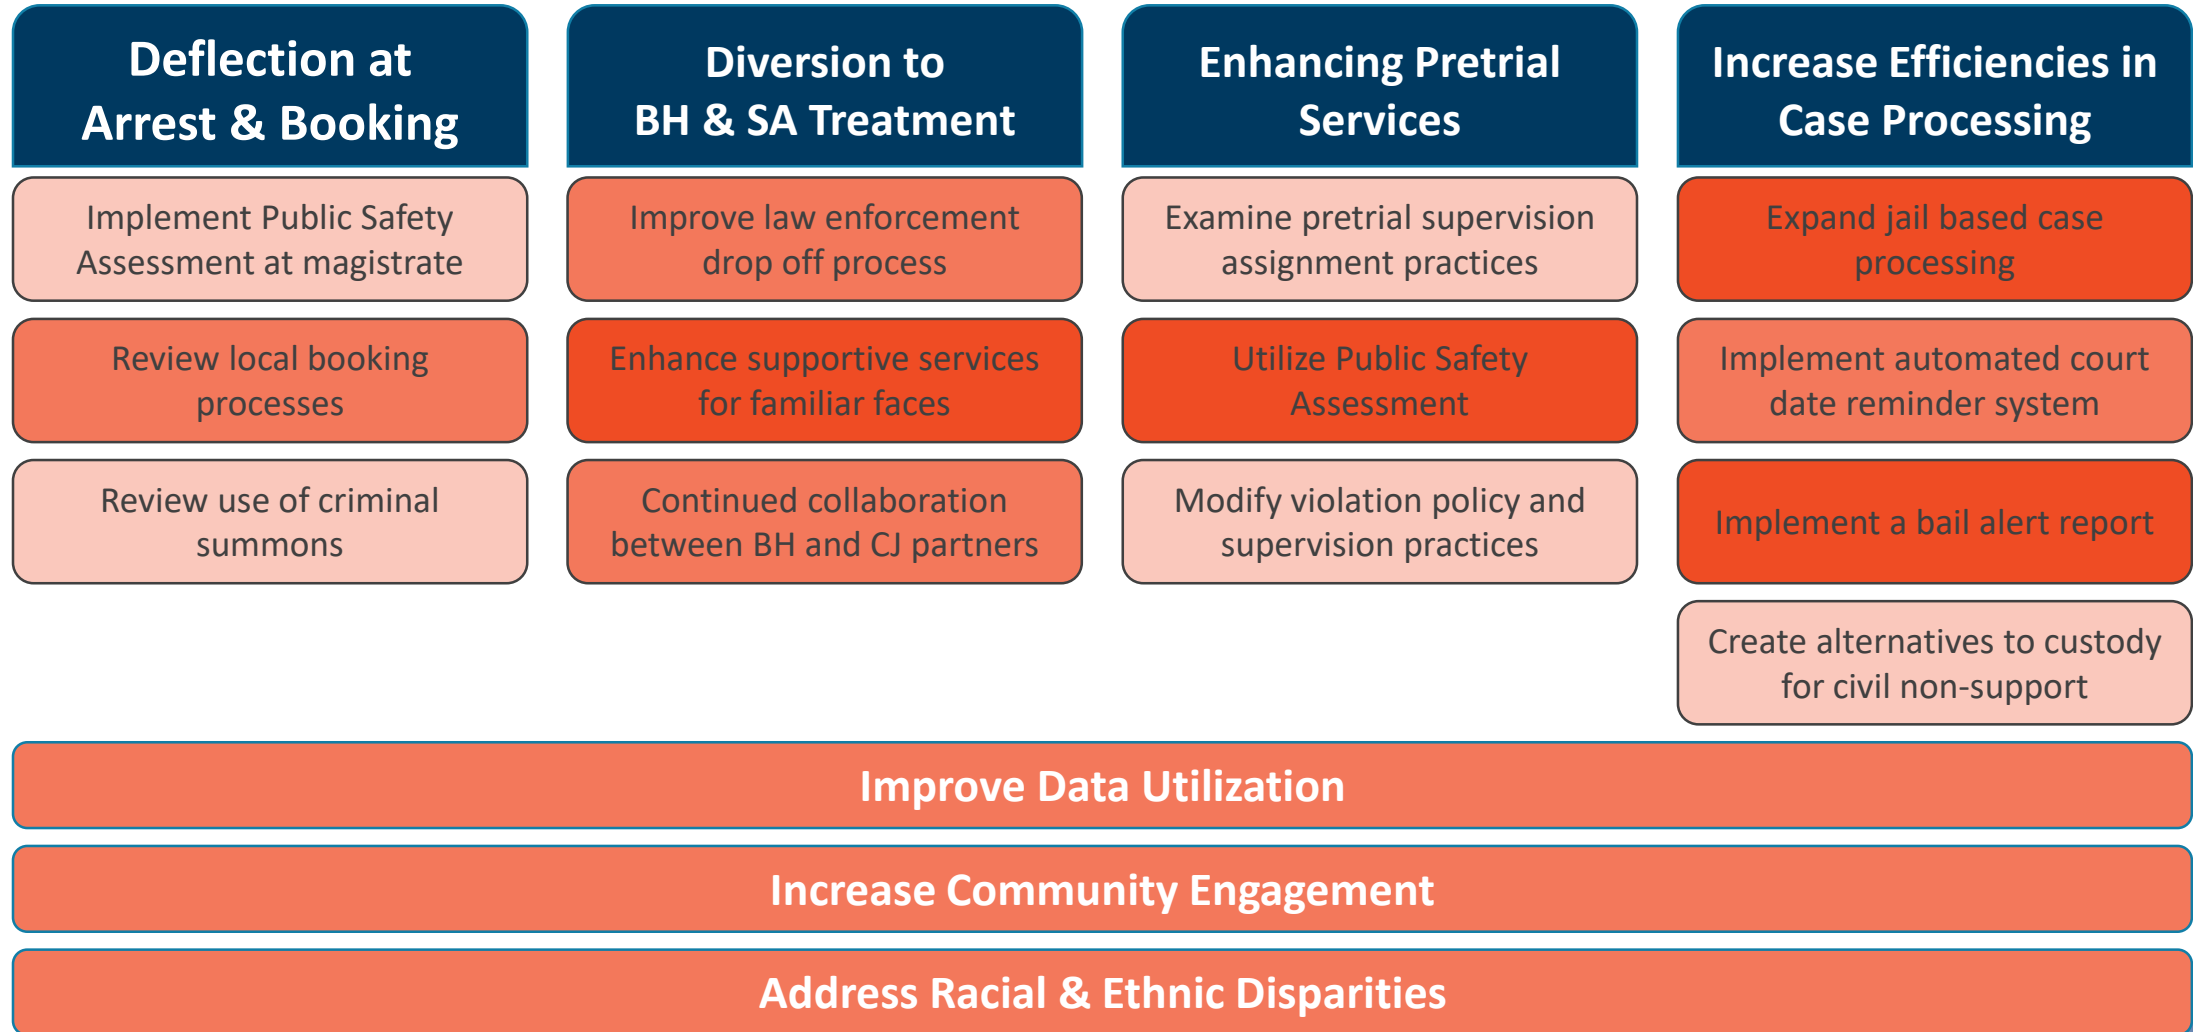 Deflection at
Arrest & Booking
Implement Public Safety
Assessment at magistrate
Review local booking
processes
Review use of criminal
summons
Diversion to
BH & SA Treatment
Improve law enforcement
drop off process
Enhance supportive services
for familiar faces
Continued collaboration
between BH and CJ partners
Enhancing Pretrial
Services
Examine pretrial supervision
assignment practices
Utilize Public Safety
Assessment
Modify violation policy and
supervision practices
Increase Efficiencies in
Case Processing
Expand jail based case
processing
Implement automated court
date reminder system
Implement a bail alert report
Create alternatives to custody
for civil non-support
Improve Data Utilization
Increase Community Engagement
Address Racial & Ethnic Disparities